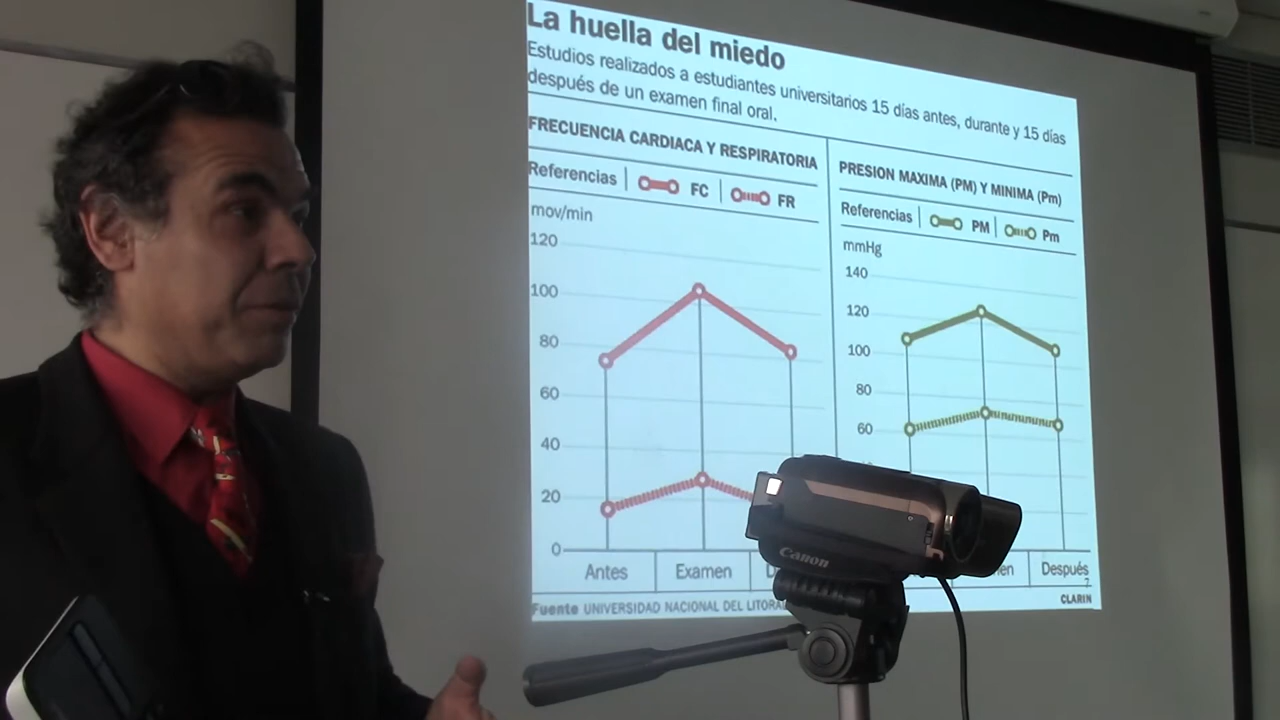 La huella del miedo
Estudios realizados a estudiantes universitarios 15 días antes, durante y 15 días
después de un examen final oral.
FRECUENCIA CARDIACA Y RESPIRATORIA
Referencias FC FR
mov/min
120
100
80
60
40
20
0
Antes Examen
PRESION MAXIMA (PM) Y MINIMA (Pm)
Referencias PM Pm
mmHg
140
120
100
80
60
Después
7
Fuente UNIVERSIDAD NACIONAL DEL
CLARIN
Canon